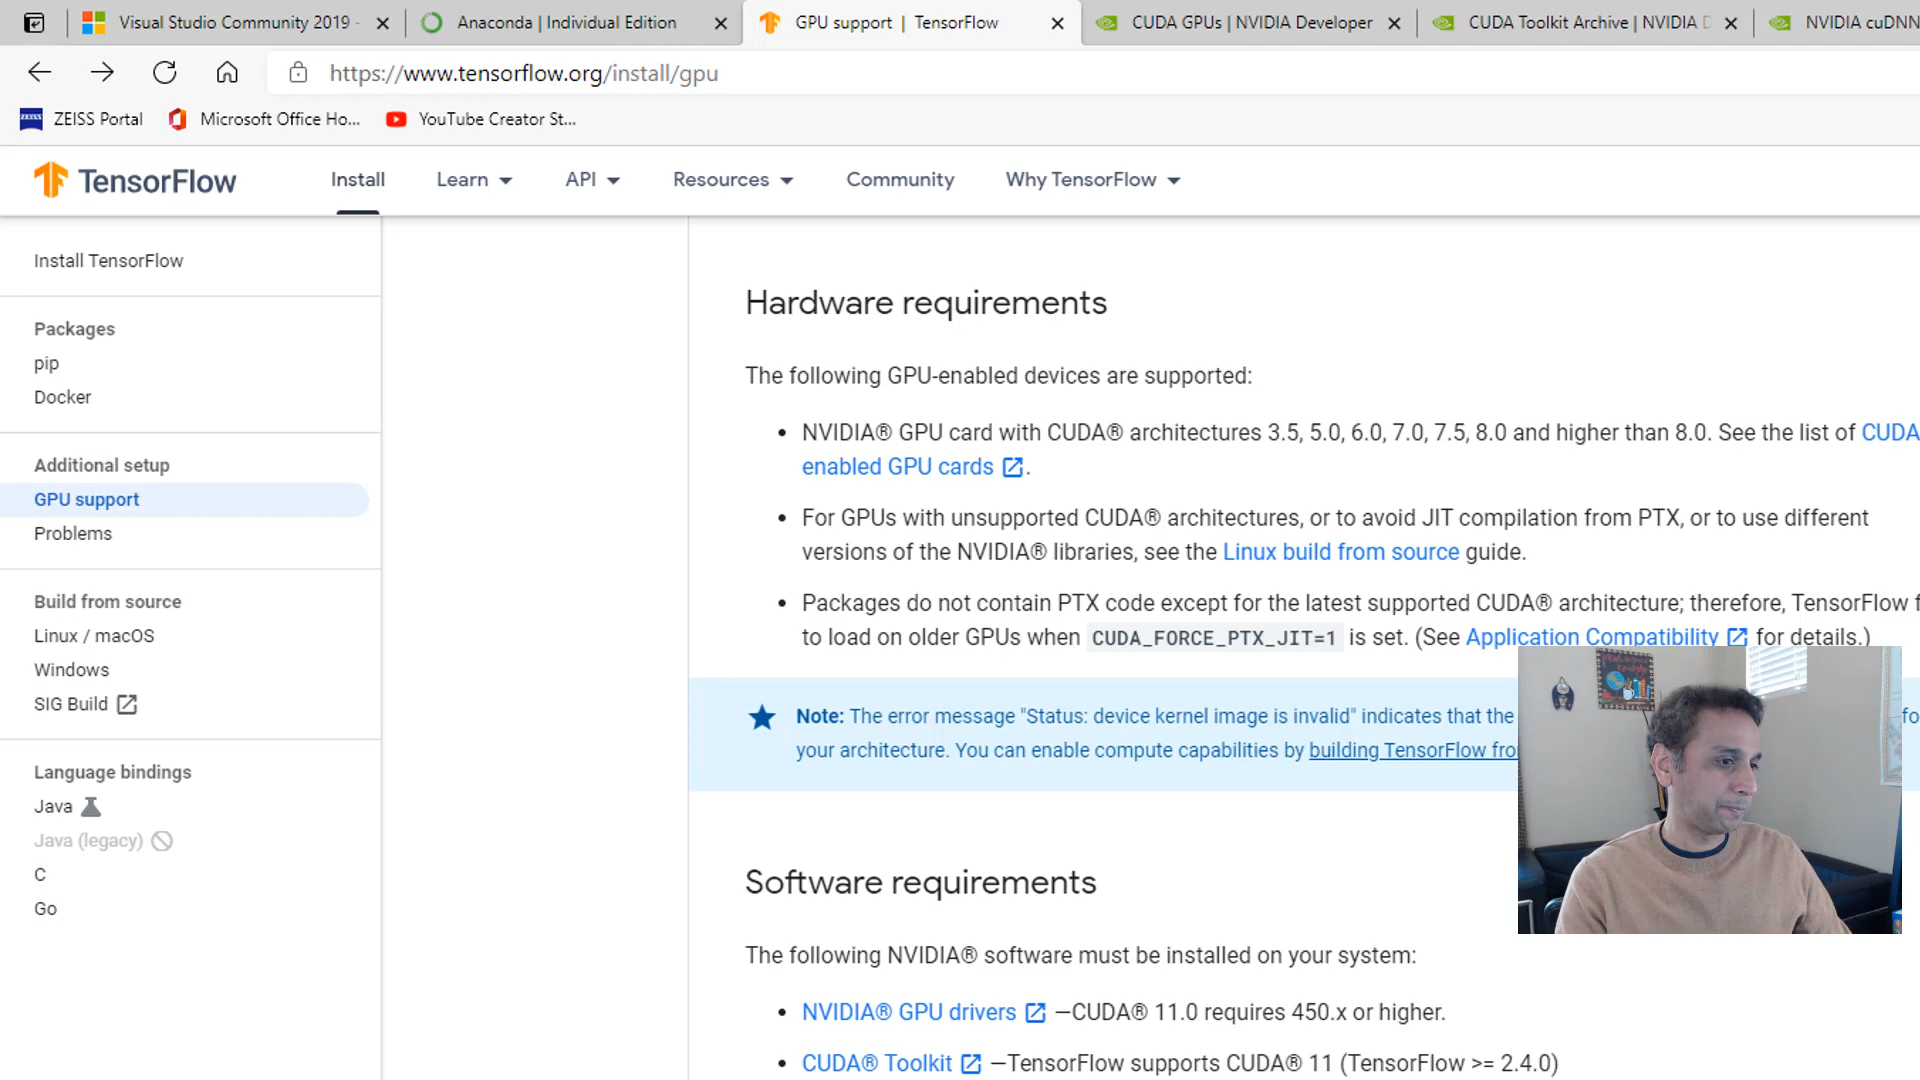 Visual Studio Community 2019 -
Anaconda | Individual Edition
GPU support | TensorFlow
CUDA GPUs | NVIDIA Developer
CUDA Toolkit Archive | NVIDIA D
NVIDIA cuDNN
https://www.tensorflow.org/install/gpu
ZEISS Portal
Microsoft Office Ho...
YouTube Creator St...
TensorFlow
Install
Learn
API
Resources
Community
Why TensorFlow
Install TensorFlow
Packages
pip
Docker
Additional setup
GPU support
Problems
Build from source
Linux / macOS
Windows
SIG Build
Language bindings
Java
Java (legacy)
C
Go
Hardware requirements
The following GPU-enabled devices are supported:
• NVIDIA® GPU card with CUDA® architectures 3.5, 5.0, 6.0, 7.0, 7.5, 8.0 and higher than 8.0. See the list of CUDA
enabled GPU cards.
• For GPUs with unsupported CUDA® architectures, or to avoid JIT compilation from PTX, or to use different
versions of the NVIDIA® libraries, see the Linux build from source guide.
• Packages do not contain PTX code except for the latest supported CUDA® architecture; therefore, TensorFlow f
to load on older GPUs when CUDA_FORCE_PTX_JIT=1 is set. (See Application Compatibility for details.)
Note: The error message "Status: device kernel image is invalid" indicates that the fo
your architecture. You can enable compute capabilities by building TensorFlow fro
Software requirements
The following NVIDIA® software must be installed on your system:
• NVIDIA® GPU drivers —CUDA® 11.0 requires 450.x or higher.
• CUDA® Toolkit —TensorFlow supports CUDA® 11 (TensorFlow >= 2.4.0)